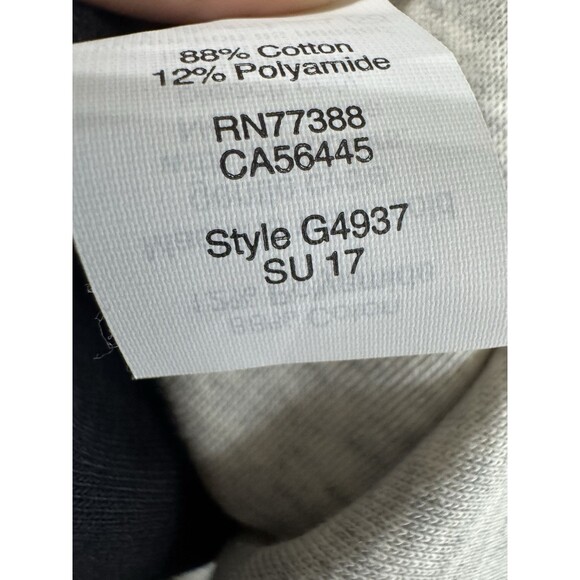 88% Cotton
12% Polyamide
RN77388
CA56445
Style G4937
SU 17